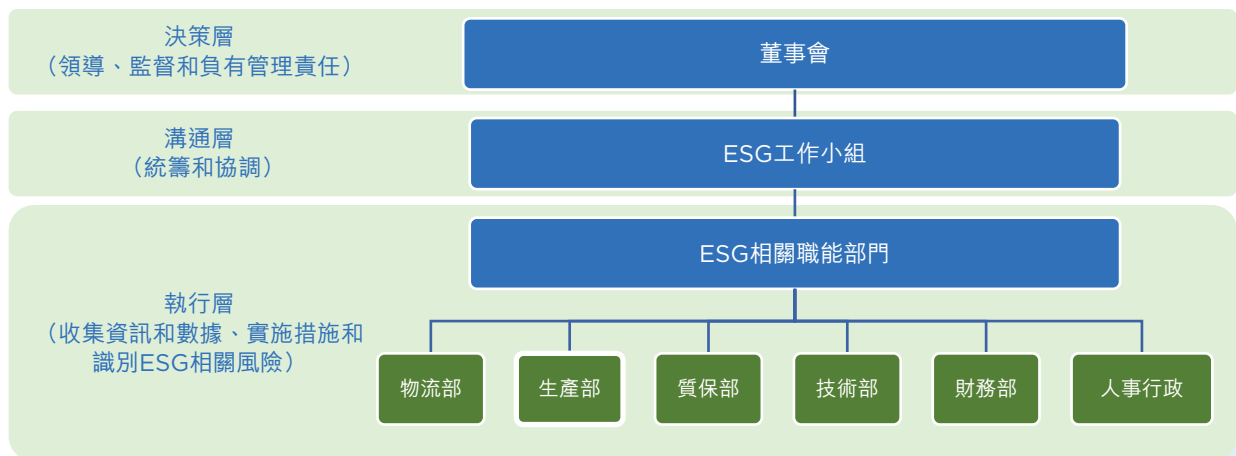 決策層
（領導、監督和負有管理責任）
董事會
溝通層
（統籌和協調）
ESG工作小組
ESG相關職能部門
執行層
（收集資訊和數據、實施措施和
識別ESG相關風險）
物流部
生產部
質保部
技術部
財務部
人事行政